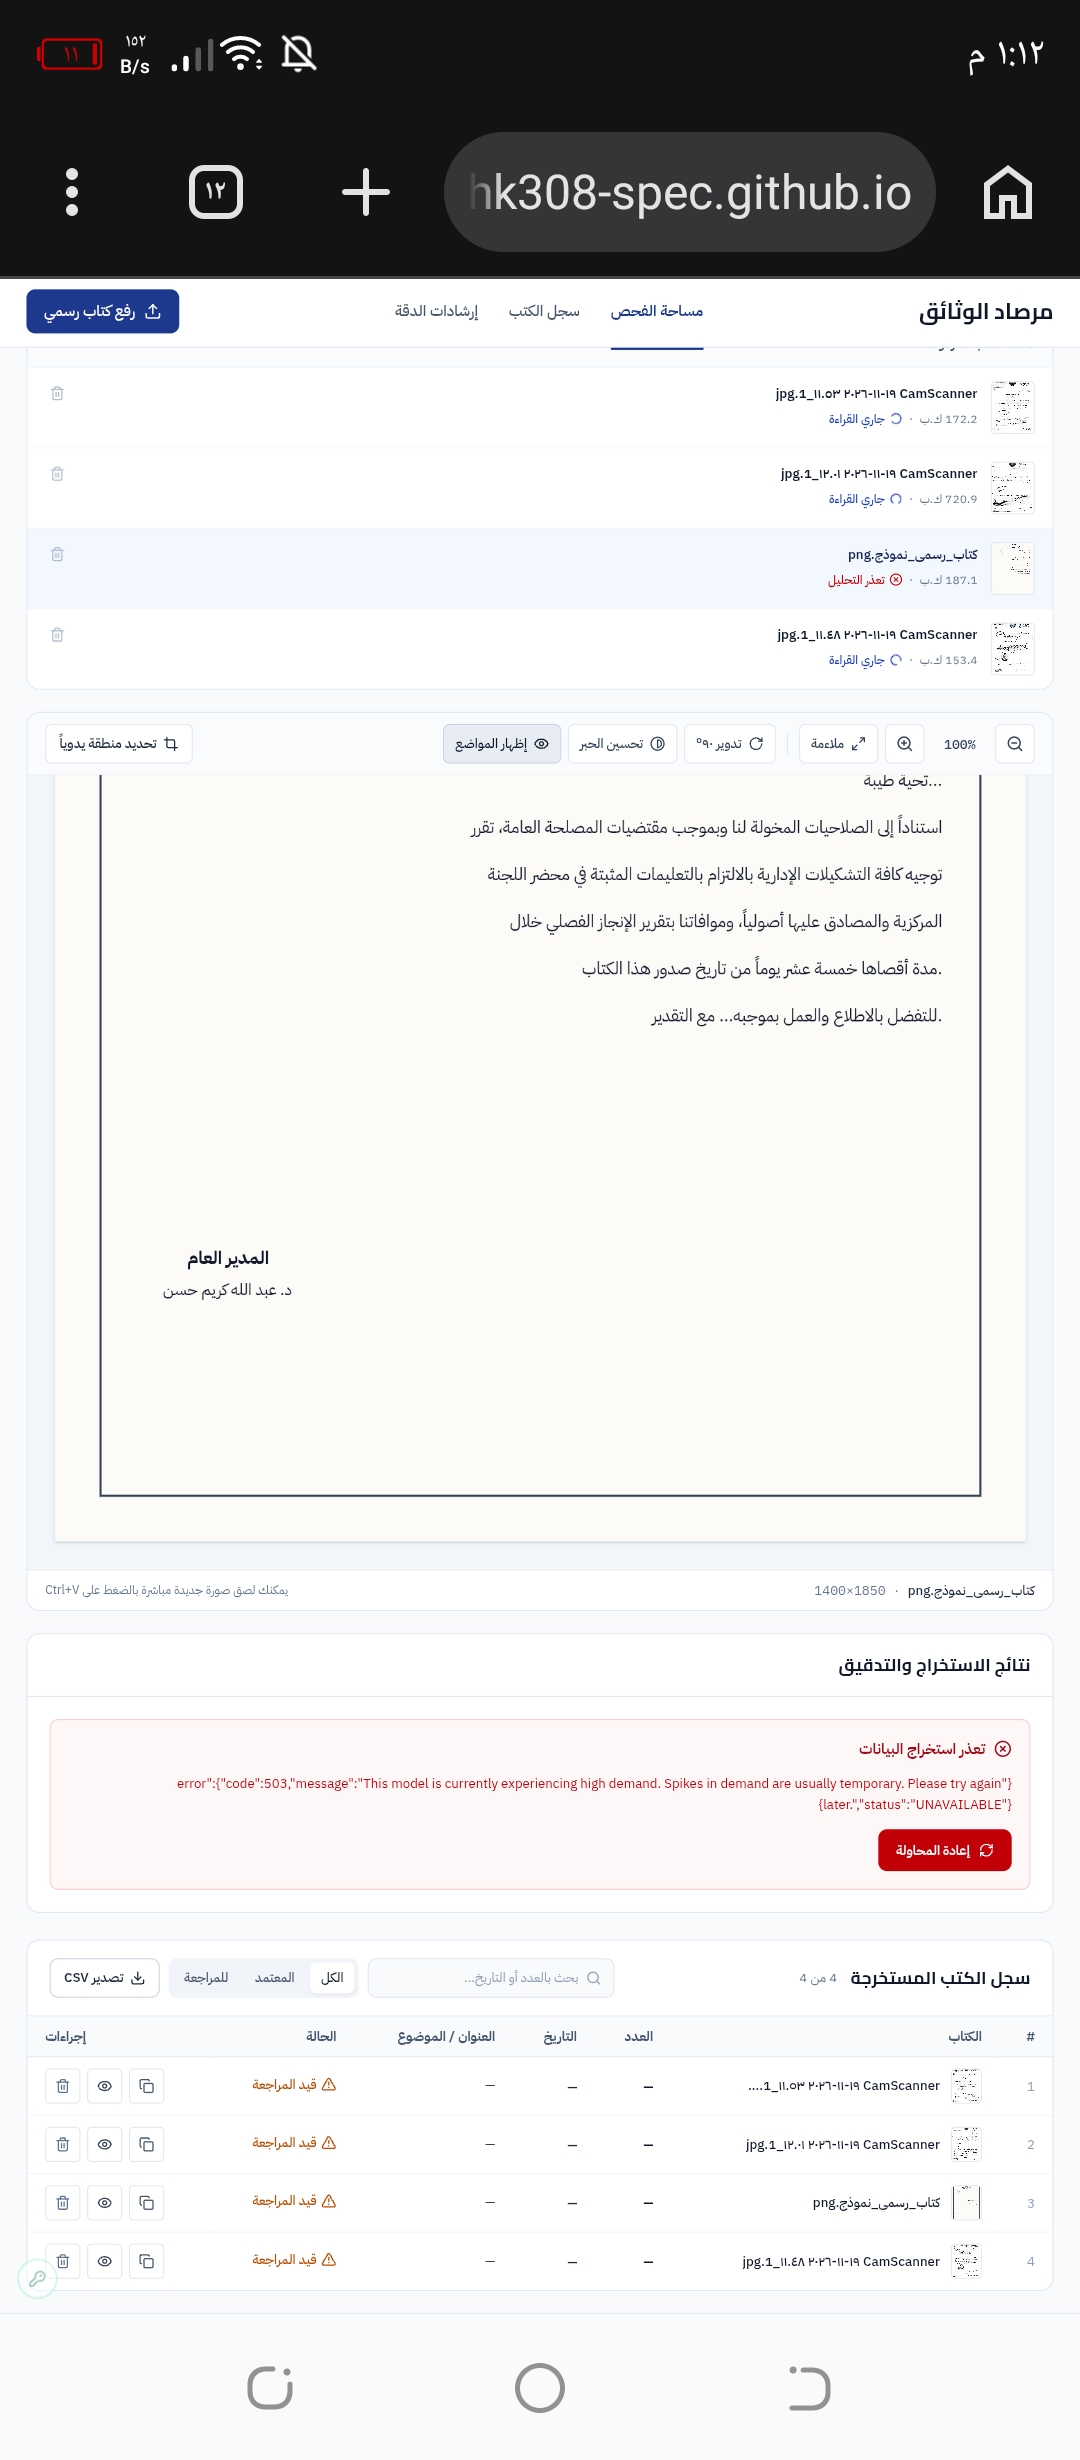 ١:١٢ م
١٥٢
B/s
١١
hk308-spec.github.io
١٢
مرصاد الوثائق
مساحة الفحص
سجل الكتب
إرشادات الدقة
رفع كتاب رسمي
CamScanner ١٩-١١-٢٠٢٦ ١١.٥٣_1.jpg
172.2 ك.ب · جاري القراءة
CamScanner ١٩-١١-٢٠٢٦ ١٢.٠١_1.jpg
720.9 ك.ب · جاري القراءة
كتاب_رسمي_نموذج.png
187.1 ك.ب · تعذر التحليل
CamScanner ١٩-١١-٢٠٢٦ ١١.٤٨_1.jpg
153.4 ك.ب · جاري القراءة
100%
ملاءمة
تدوير ٩٠°
تحسين الحبر
إظهار المواضع
تحديد منطقة يدوياً
تحية طيبة...
استناداً إلى الصلاحيات المخولة لنا وبموجب مقتضيات المصلحة العامة، تقرر
توجيه كافة التشكيلات الإدارية بالالتزام بالتعليمات المثبتة في محضر اللجنة
المركزية والمصادق عليها أصولياً، وموافاتنا بتقرير الإنجاز الفصلي خلال
.مدة أقصاها خمسة عشر يوماً من تاريخ صدور هذا الكتاب
.للتفضل بالاطلاع والعمل بموجبه... مع التقدير
المدير العام
د. عبد الله كريم حسن
كتاب_رسمي_نموذج.png · 1400×1850
يمكنك لصق صورة جديدة مباشرة بالضغط على Ctrl+V
نتائج الاستخراج والتدقيق
تعذر استخراج البيانات
error":{"code":503,"message":"This model is currently experiencing high demand. Spikes in demand are usually temporary. Please try again"}
{later.","status":"UNAVAILABLE"}
إعادة المحاولة
سجل الكتب المستخرجة
4 من 4
بحث بالعدد أو التاريخ...
الكل
المعتمد
للمراجعة
تصدير CSV
# الكتاب العدد التاريخ العنوان / الموضوع الحالة إجراءات
1 CamScanner ١٩-١١-٢٠٢٦ ١١.٥٣_1.... — — — قيد المراجعة
2 CamScanner ١٩-١١-٢٠٢٦ ١٢.٠١_1.jpg — — — قيد المراجعة
3 كتاب_رسمي_نموذج.png — — — قيد المراجعة
4 CamScanner ١٩-١١-٢٠٢٦ ١١.٤٨_1.jpg — — — قيد المراجعة